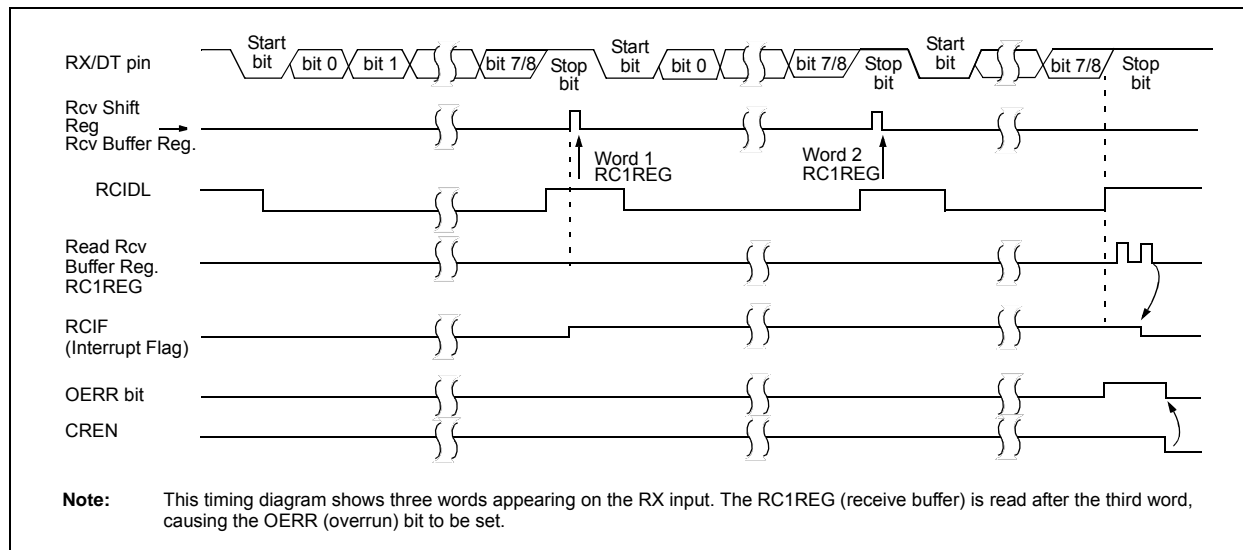 Start bit
bit 0
bit 1
bit 7/8
Stop bit
Start bit
bit 0
bit 7/8
Stop bit
Start bit
bit 7/8
Stop bit
RX/DT pin
Rcv Shift
Reg
Rcv Buffer Reg.
Word 1
RC1REG
Word 2
RC1REG
RCIDL
Read Rcv
Buffer Reg.
RC1REG
RCIF
(Interrupt Flag)
OERR bit
CREN
Note: This timing diagram shows three words appearing on the RX input. The RC1REG (receive buffer) is read after the third word,
causing the OERR (overrun) bit to be set.